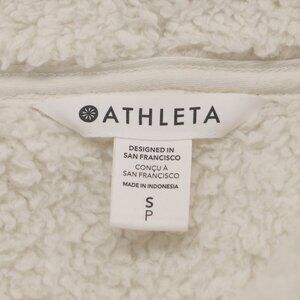 ATHLETA
DESIGNED IN
SAN FRANCISCO
CONÇU À
SAN FRANCISCO
MADE IN INDONESIA
S
P